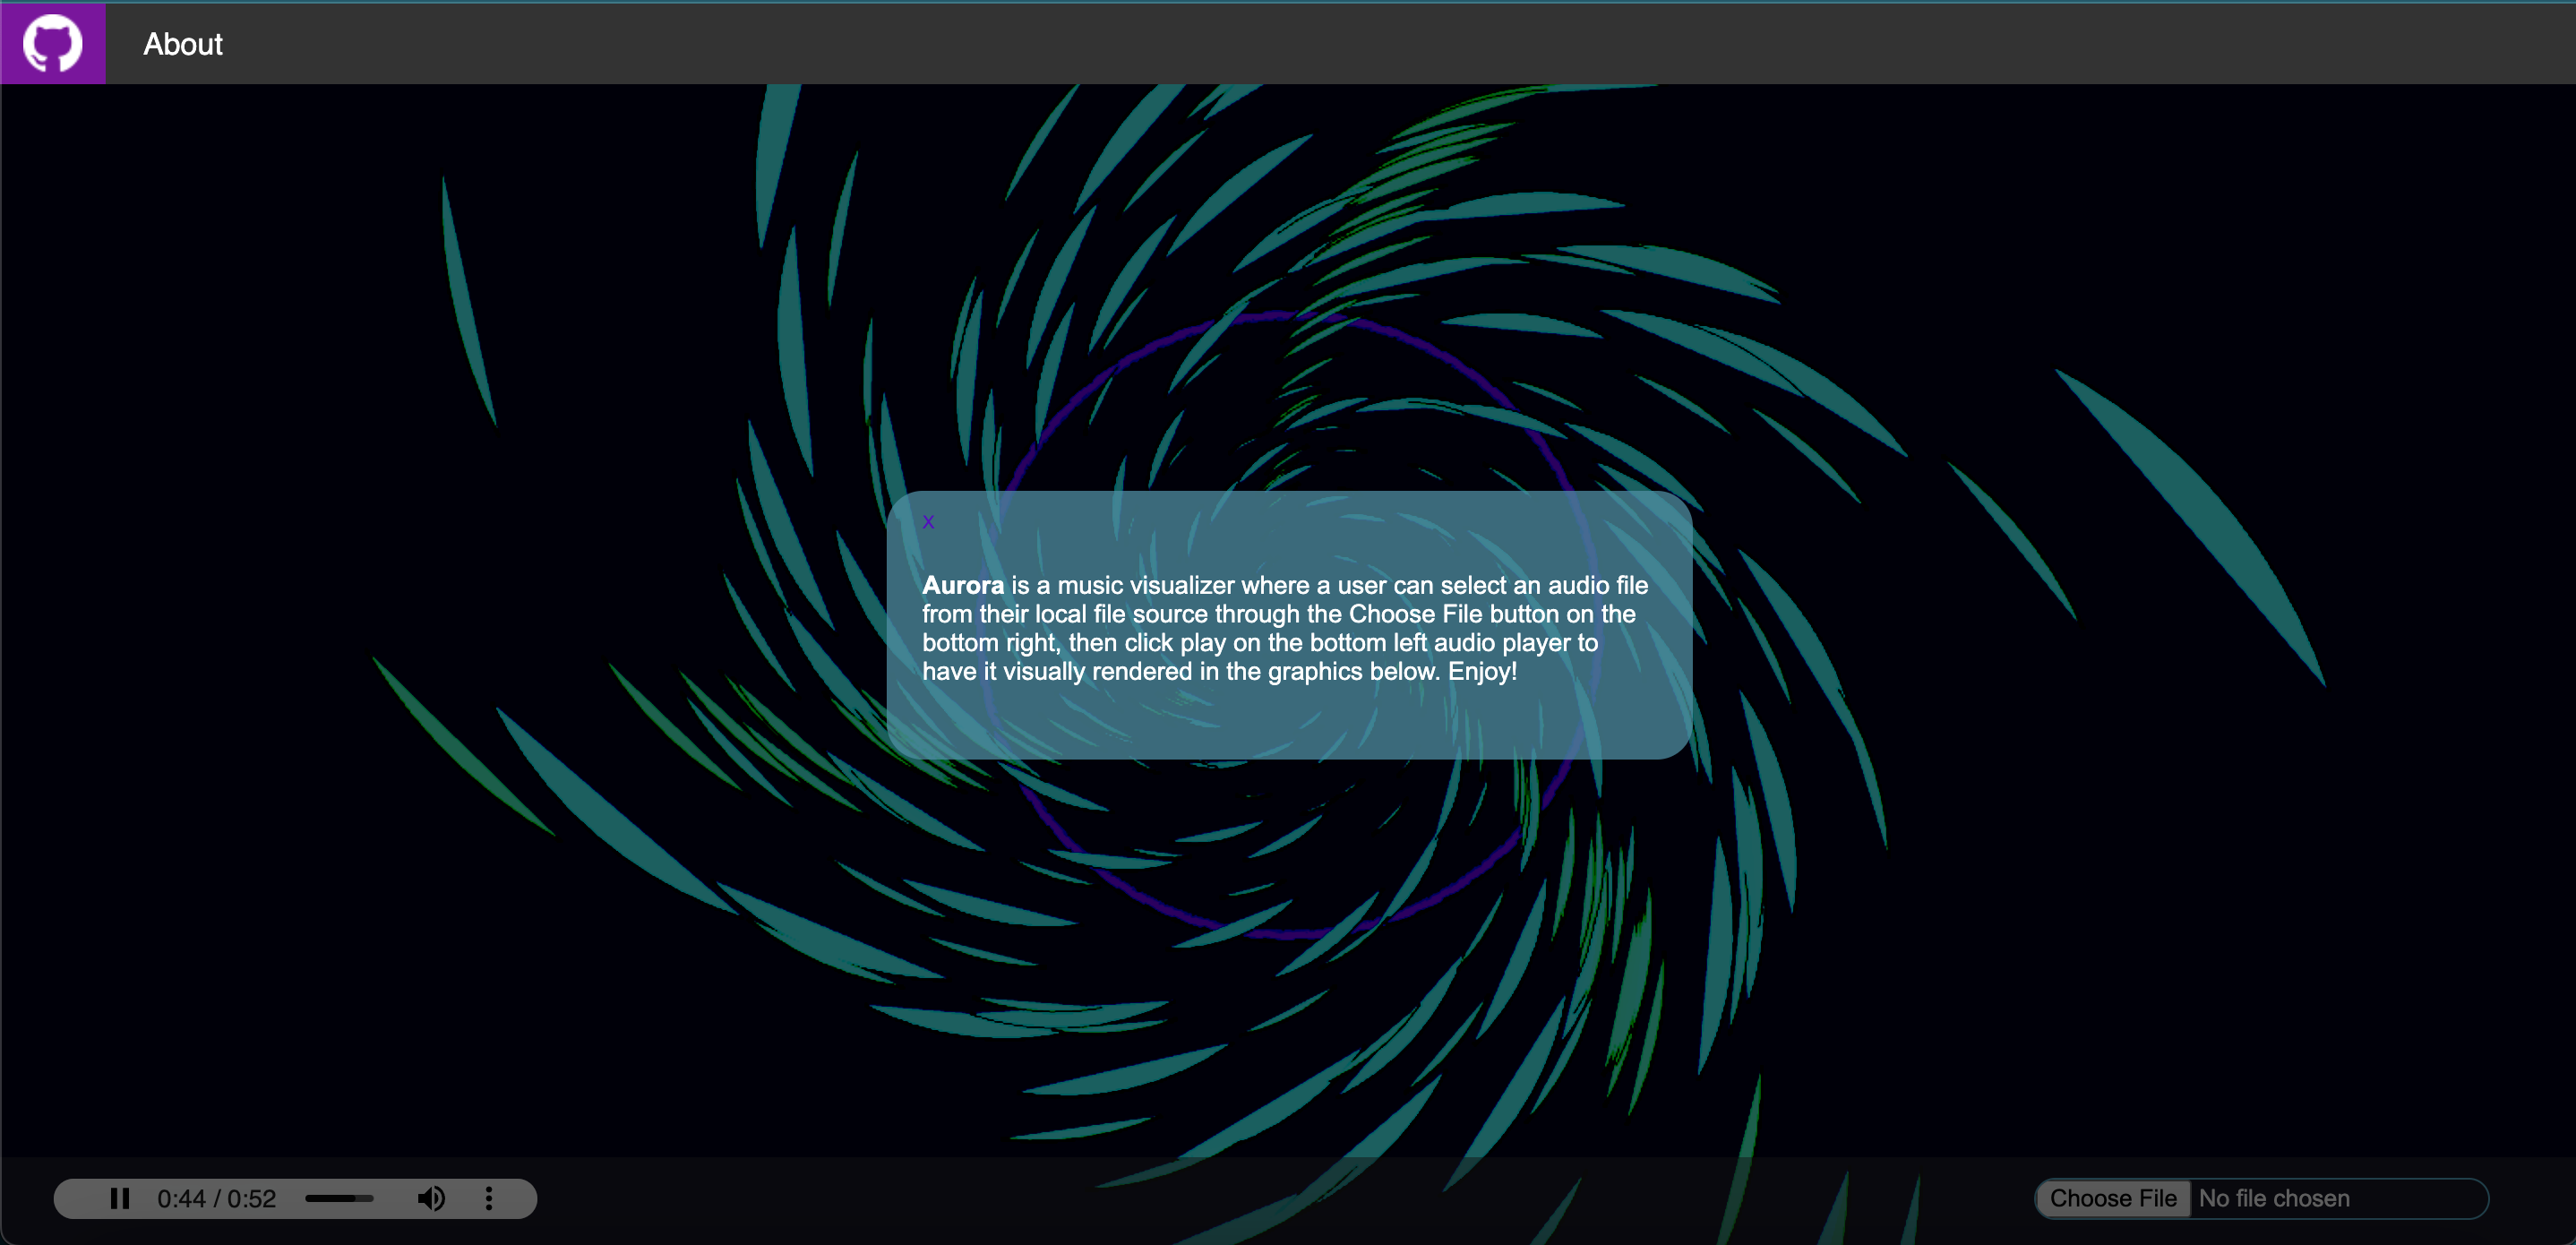 About
x
Aurora is a music visualizer where a user can select an audio file
from their local file source through the Choose File button on the
bottom right, then click play on the bottom left audio player to
have it visually rendered in the graphics below. Enjoy!
0:44 / 0:52
Choose File No file chosen